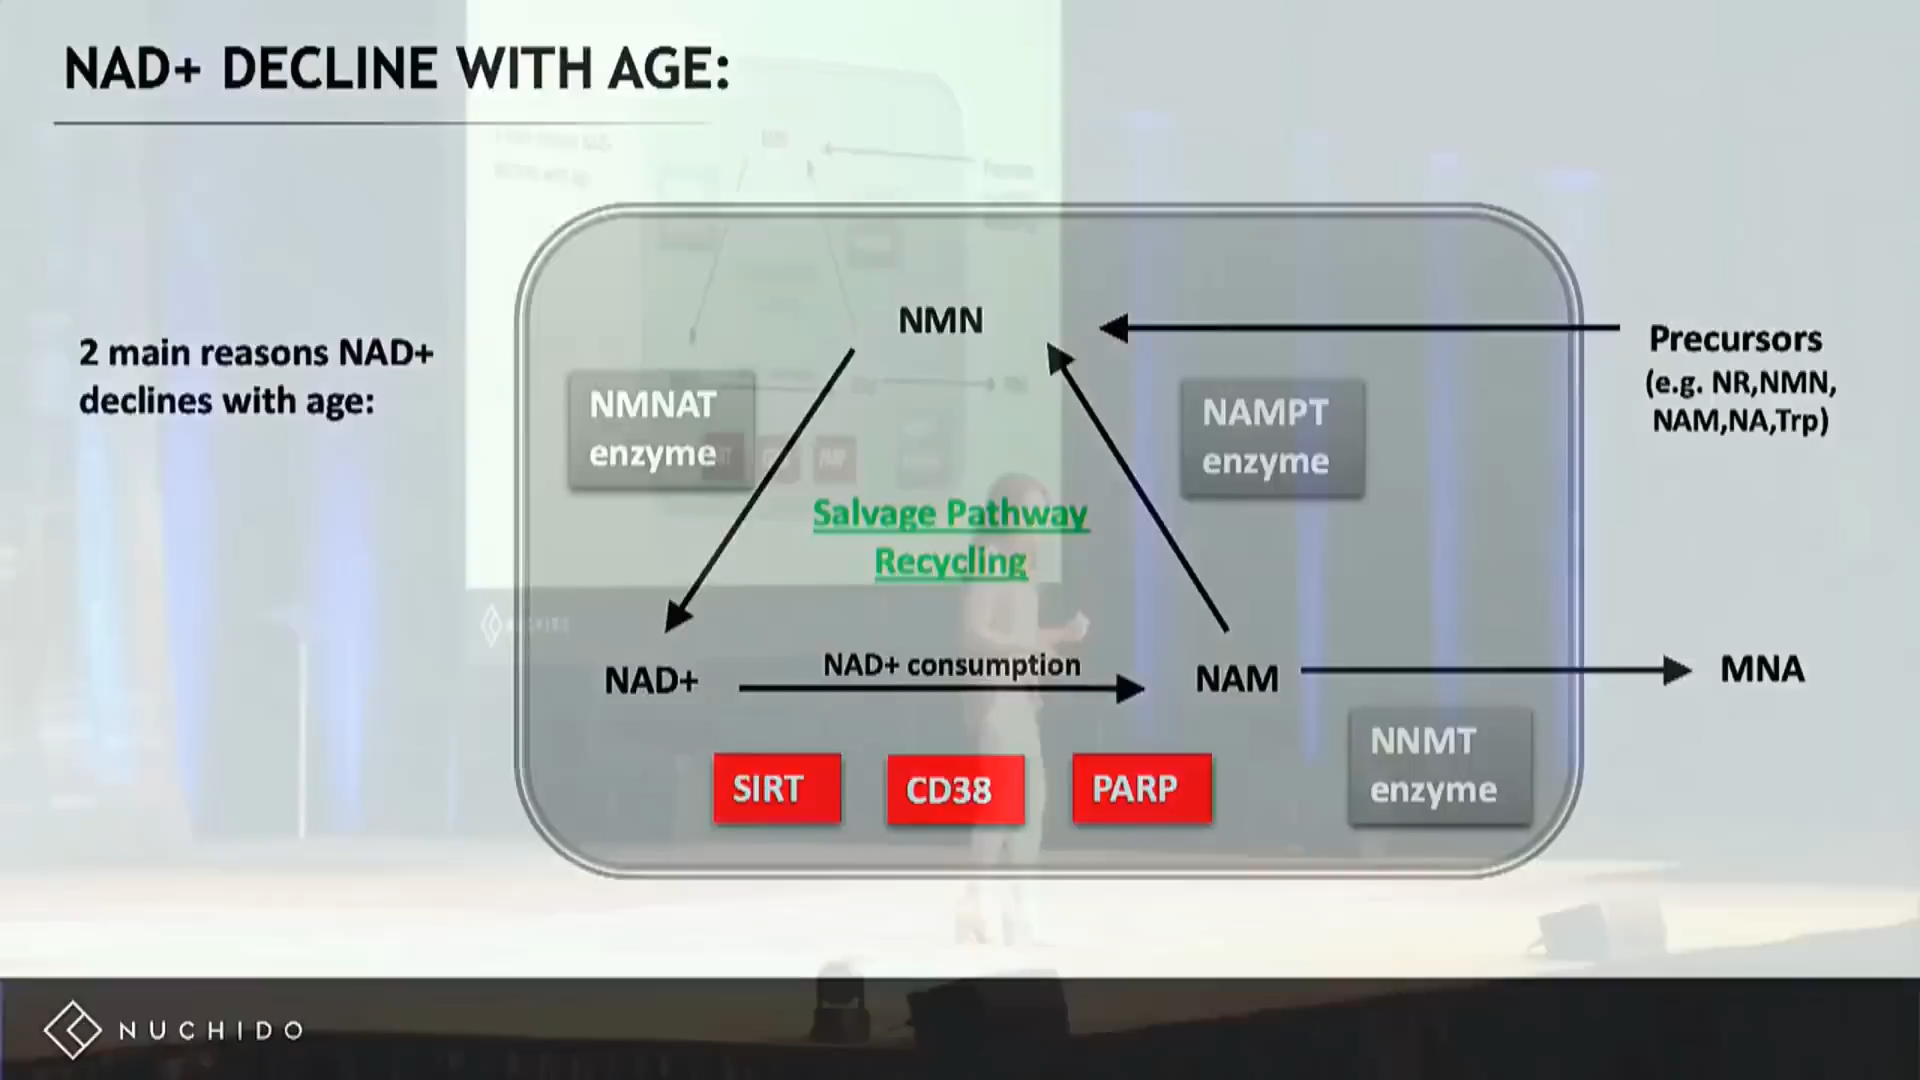 NAD+ DECLINE WITH AGE:
2 main reasons NAD+
declines with age:
NMN
Precursors
(e.g. NR,NMN,
NAM,NA,Trp)
NMNAT
enzyme
NAMPT
enzyme
Salvage Pathway
Recycling
NAD+
NAD+ consumption
NAM
MNA
SIRT
CD38
PARP
NNMT
enzyme
NUCHIDO